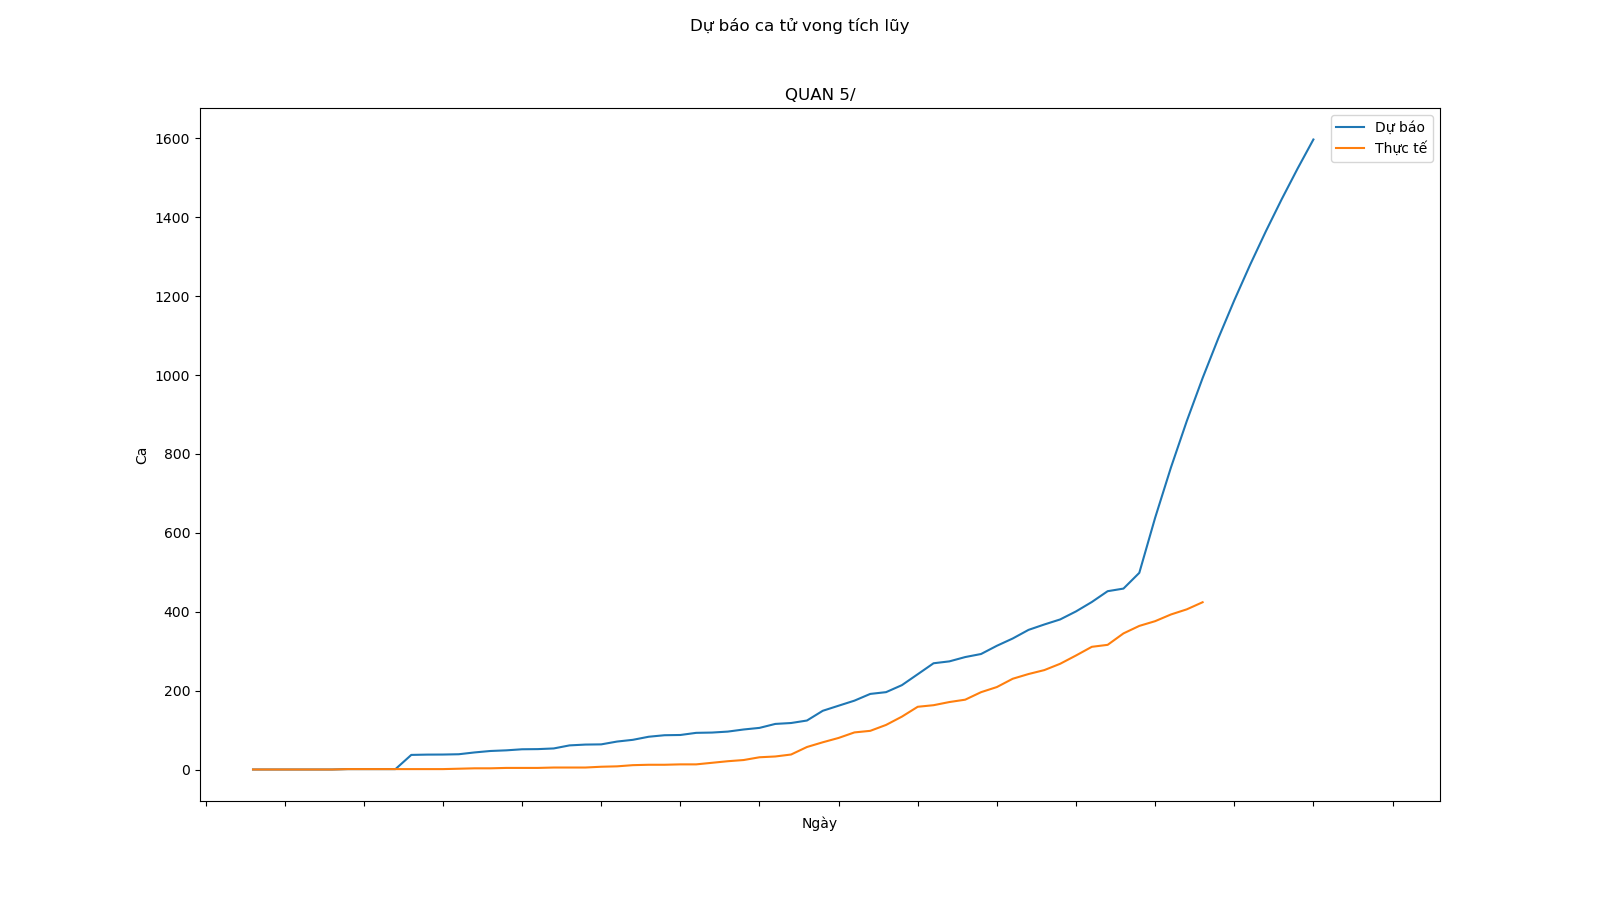 Dự báo ca tử vong tích lũy
QUAN 5/
Dự báo
Thực tế
1600
1400
1200
1000
800
600
400
200
0
Ca
Ngày